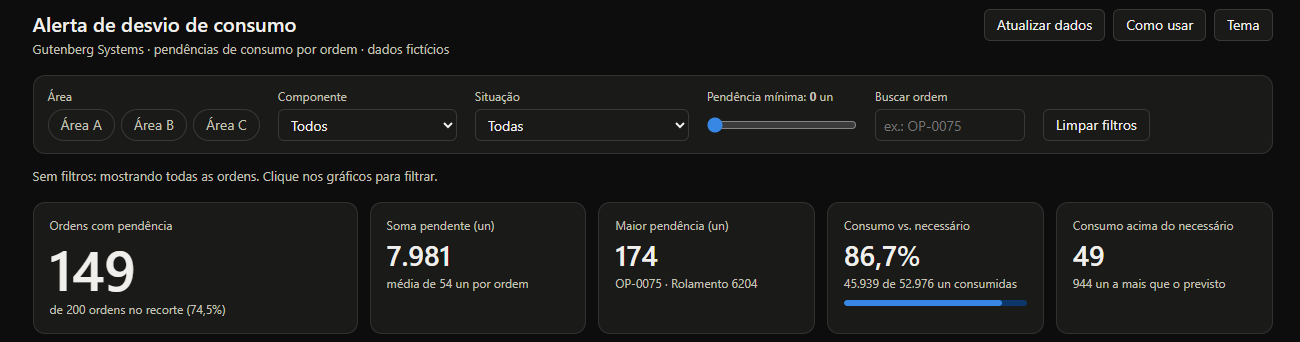 Alerta de desvio de consumo
Gutenberg Systems · pendências de consumo por ordem · dados fictícios
Atualizar dados
Como usar
Tema
Área
Área A
Área B
Área C
Componente
Todos
Situação
Todas
Pendência mínima: 0 un
Buscar ordem
ex.: OP-0075
Limpar filtros
Sem filtros: mostrando todas as ordens. Clique nos gráficos para filtrar.
Ordens com pendência
149
de 200 ordens no recorte (74,5%)
Soma pendente (un)
7.981
média de 54 un por ordem
Maior pendência (un)
174
OP-0075 · Rolamento 6204
Consumo vs. necessário
86,7%
45.939 de 52.976 un consumidas
Consumo acima do necessário
49
944 un a mais que o previsto